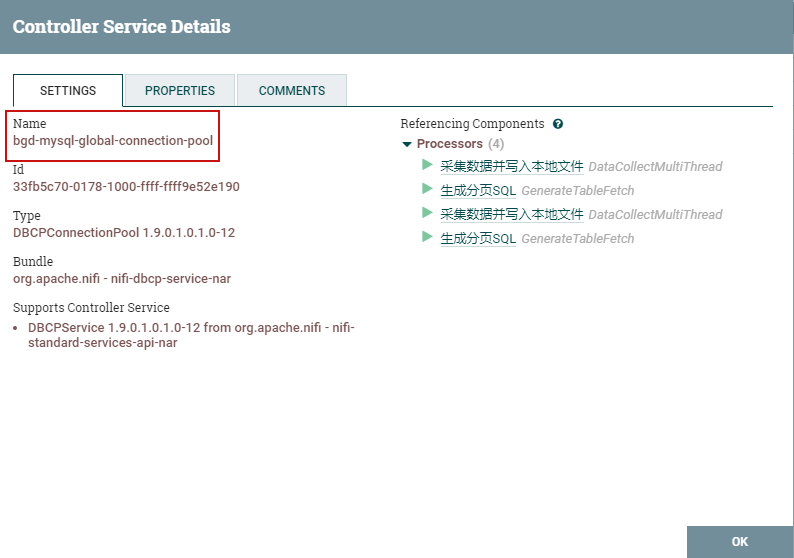 Controller Service Details
SETTINGS
PROPERTIES
COMMENTS
Name
bgd-mysql-global-connection-pool
Id
33fb5c70-0178-1000-ffff-ffff9e52e190
Type
DBCPConnectionPool 1.9.0.1.0.1.0-12
Bundle
org.apache.nifi - nifi-dbcp-service-nar
Supports Controller Service
• DBCPService 1.9.0.1.0.1.0-12 from org.apache.nifi - nifi-
standard-services-api-nar
Referencing Components ?
Processors (4)
采集数据并写入本地文件 DataCollectMultiThread
生成分页SQL GenerateTableFetch
采集数据并写入本地文件 DataCollectMultiThread
生成分页SQL GenerateTableFetch
OK